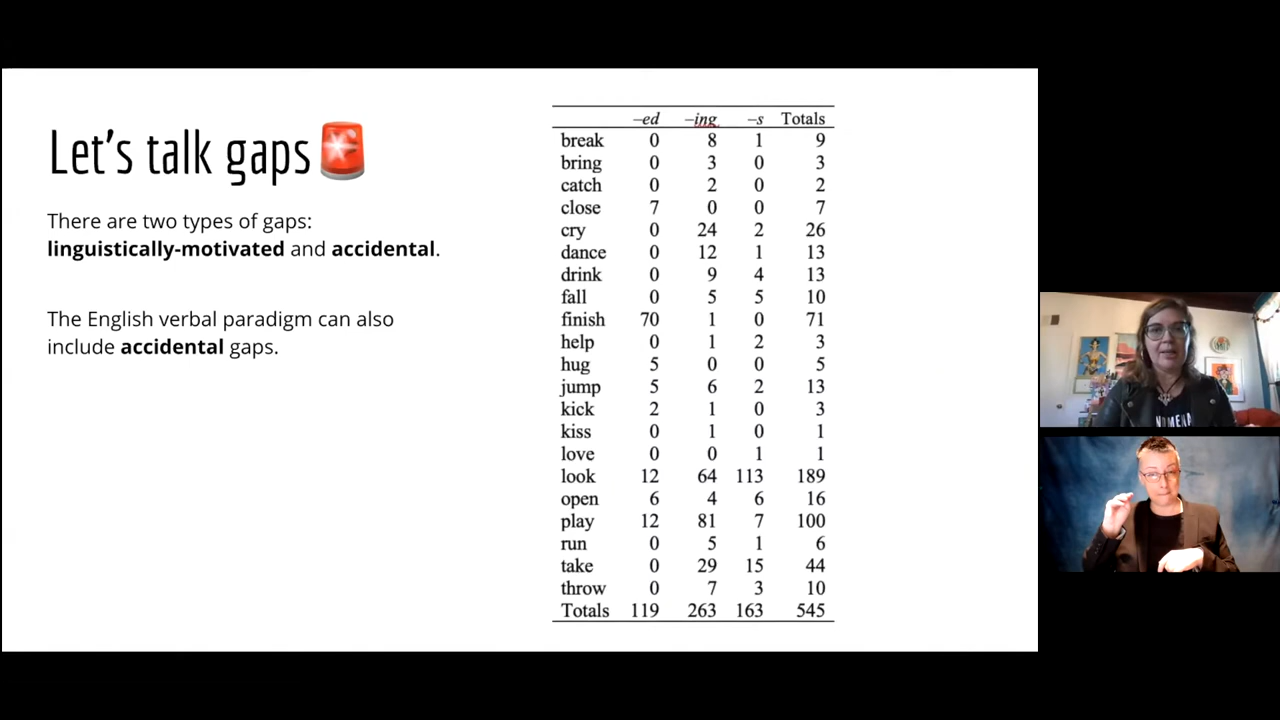 Let's talk gaps
There are two types of gaps:
linguistically-motivated and accidental.
The English verbal paradigm can also
include accidental gaps.
–ed –ing –s Totals
break 0 8 1 9
bring 0 3 0 3
catch 0 2 0 2
close 7 0 0 7
cry 0 24 2 26
dance 0 12 1 13
drink 0 9 4 13
fall 0 5 5 10
finish 70 1 0 71
help 0 1 2 3
hug 5 0 0 5
jump 5 6 2 13
kick 2 1 0 3
kiss 0 1 0 1
love 0 0 1 1
look 12 64 113 189
open 6 4 6 16
play 12 81 7 100
run 0 5 1 6
take 0 29 15 44
throw 0 7 3 10
Totals 119 263 163 545